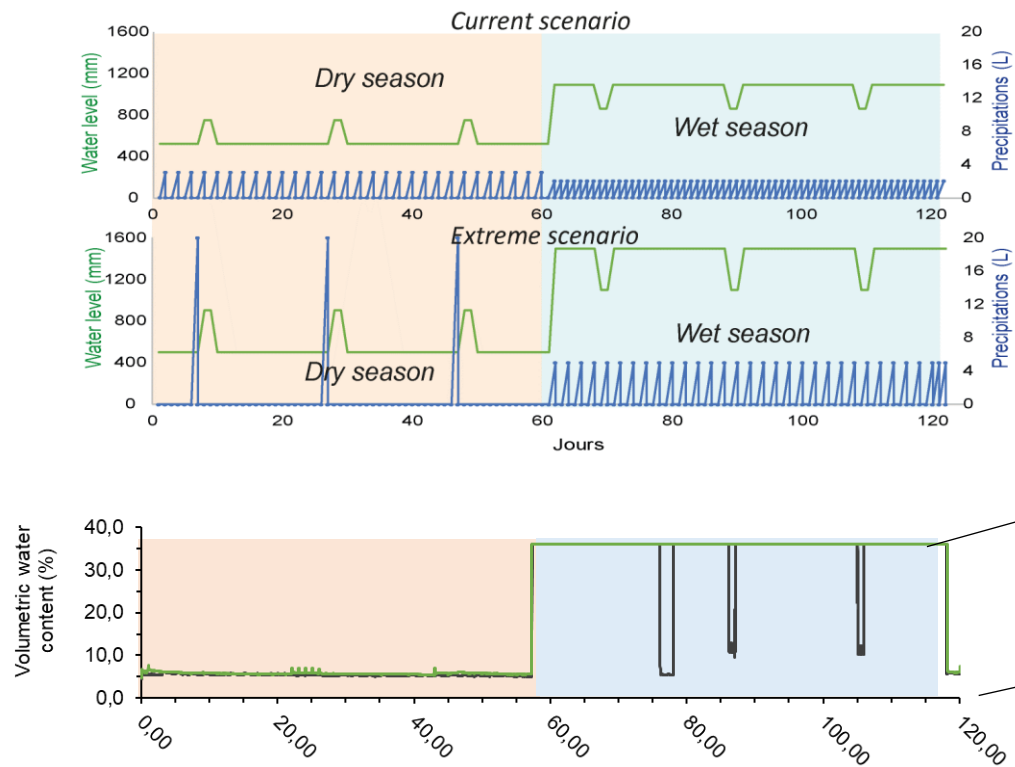 Current scenario
Water level (mm)
1600
1200
800
400
0
Dry season
Wet season
20
16
12
8
4
0
Precipitations (L)
0 20 40 60 80 100 120
Extreme scenario
Water level (mm)
1600
1200
800
400
0
Dry season
Wet season
20
16
12
8
4
0
Precipitations (L)
0 20 40 60 80 100 120
Jours
Volumetric water
content (%)
40,0
30,0
20,0
10,0
0,0
0,00 20,00 40,00 60,00 80,00 100,00 120,00